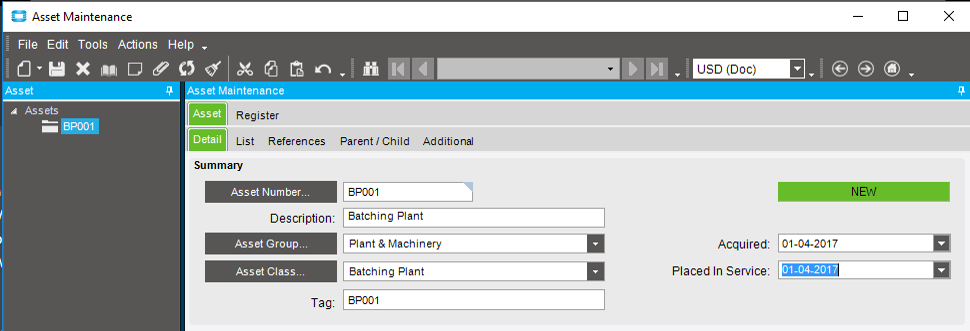 Asset Maintenance
File Edit Tools Actions Help
USD (Doc)
Asset
Asset Maintenance
Assets
BP001
Asset Register
Detail List References Parent / Child Additional
Summary
Asset Number... BP001 NEW
Description: Batching Plant
Asset Group... Plant & Machinery Acquired: 01-04-2017
Asset Class... Batching Plant Placed In Service: 01-04-2017
Tag: BP001